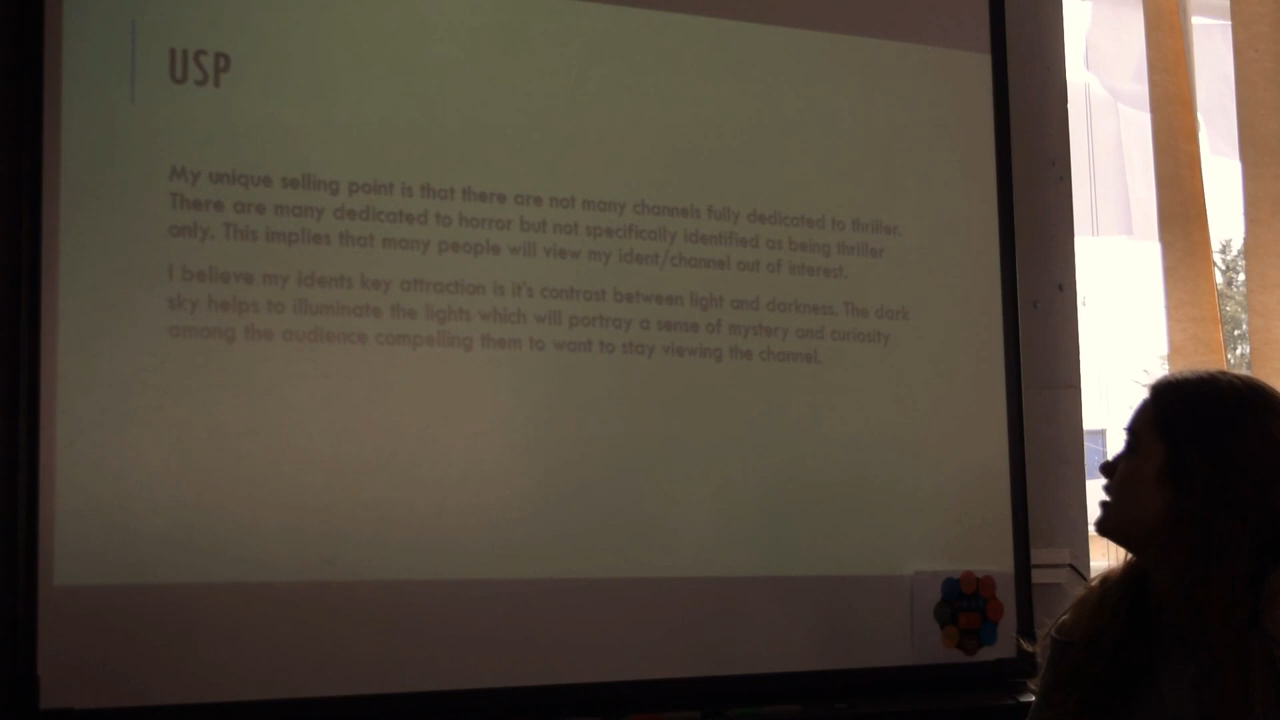 USP
My unique selling point is that there are not many channels fully dedicated to thriller.
There are many dedicated to horror but not specifically identified as being thriller
only. This implies that many people will view my ident/channel out of interest.
I believe my idents key attraction is it's contrast between light and darkness. The dark
sky helps to illuminate the lights which will portray a sense of mystery and curiosity
among the audience compelling them to want to stay viewing the channel.